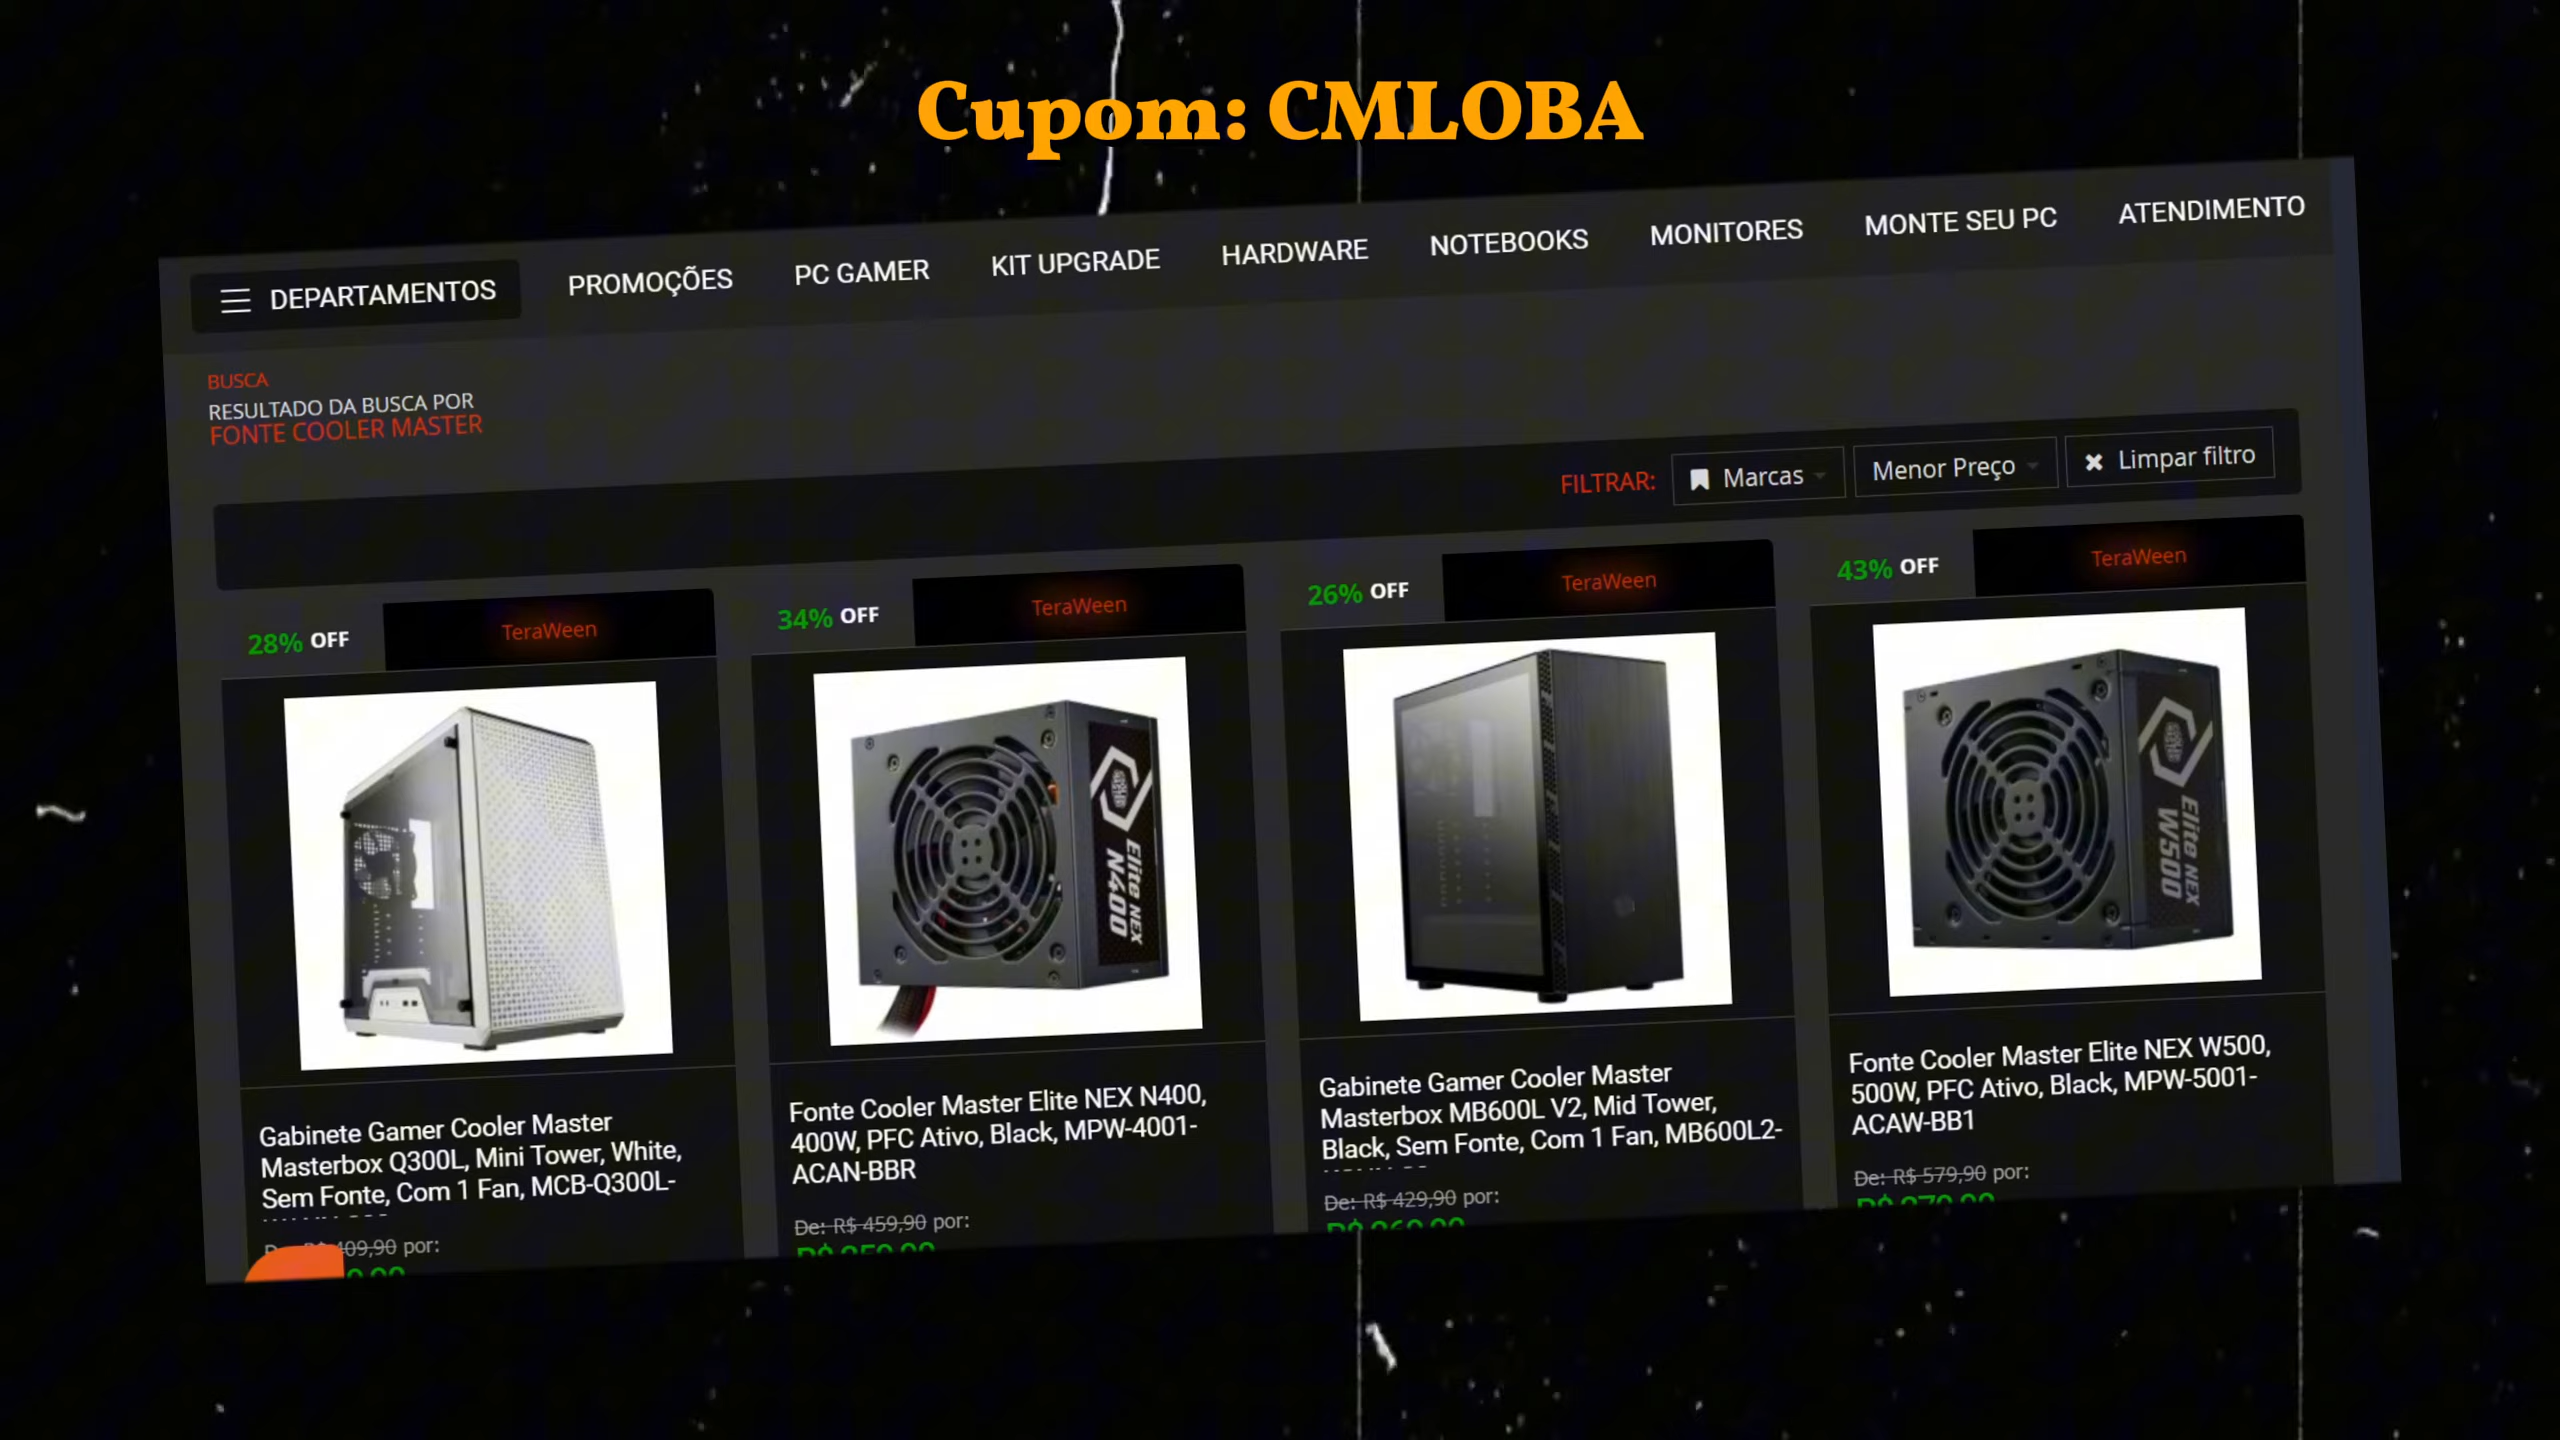 Cupom: CMLOBA
DEPARTAMENTOS PROMOÇÕES PC GAMER KIT UPGRADE HARDWARE NOTEBOOKS MONITORES MONTE SEU PC ATENDIMENTO
BUSCA
RESULTADO DA BUSCA POR
FONTE COOLER MASTER
FILTRAR: Marcas Menor Preço Limpar filtro
28% OFF TeraWeen
Gabinete Gamer Cooler Master
Masterbox Q300L, Mini Tower, White,
Sem Fonte, Com 1 Fan, MCB-Q300L-
409,90 por:
34% OFF TeraWeen
Elite NEX
N400
Fonte Cooler Master Elite NEX N400,
400W, PFC Ativo, Black, MPW-4001-
ACAN-BBR
De: R$ 459,90 por:
26% OFF TeraWeen
Gabinete Gamer Cooler Master
Masterbox MB600L V2, Mid Tower,
Black, Sem Fonte, Com 1 Fan, MB600L2-
De: R$ 429,90 por:
43% OFF TeraWeen
Elite NEX
W500
Fonte Cooler Master Elite NEX W500,
500W, PFC Ativo, Black, MPW-5001-
ACAW-BB1
De: R$ 579,90 por: